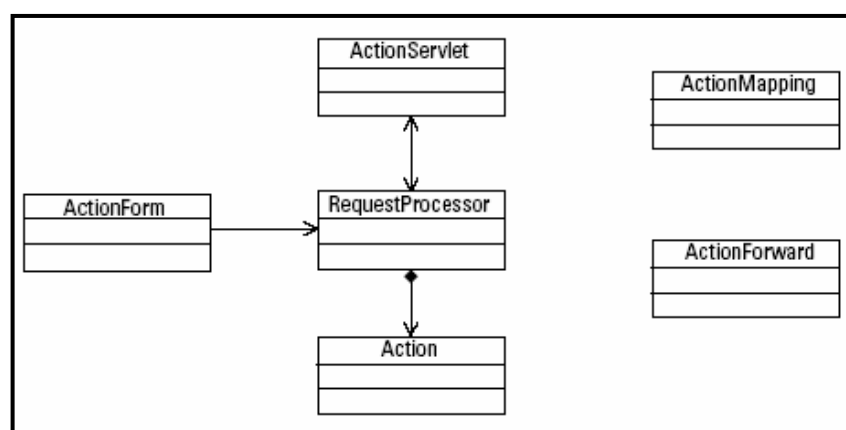 ActionServlet
ActionMapping
ActionForm
RequestProcessor
ActionForward
Action